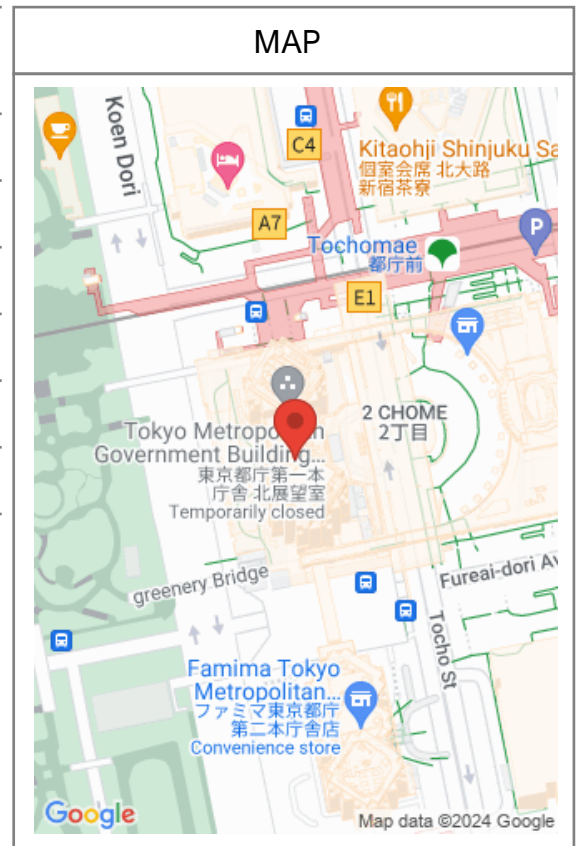 MAP
Koen Dori
C4
Kitaohji Shinjuku Sa
個室会席 北大路
新宿茶寮
A7
P
Tochomae
都庁前
E1
2 CHOME
2丁目
Tokyo Metropolitan
Government Building...
東京都庁第一本
庁舎 北展望室
Temporarily closed
greenery Bridge
Fureai-dori Av
Tocho St
Famima Tokyo
Metropolitan...
ファミマ東京都庁
第二本庁舎店
Convenience store
Google
Map data ©2024 Google